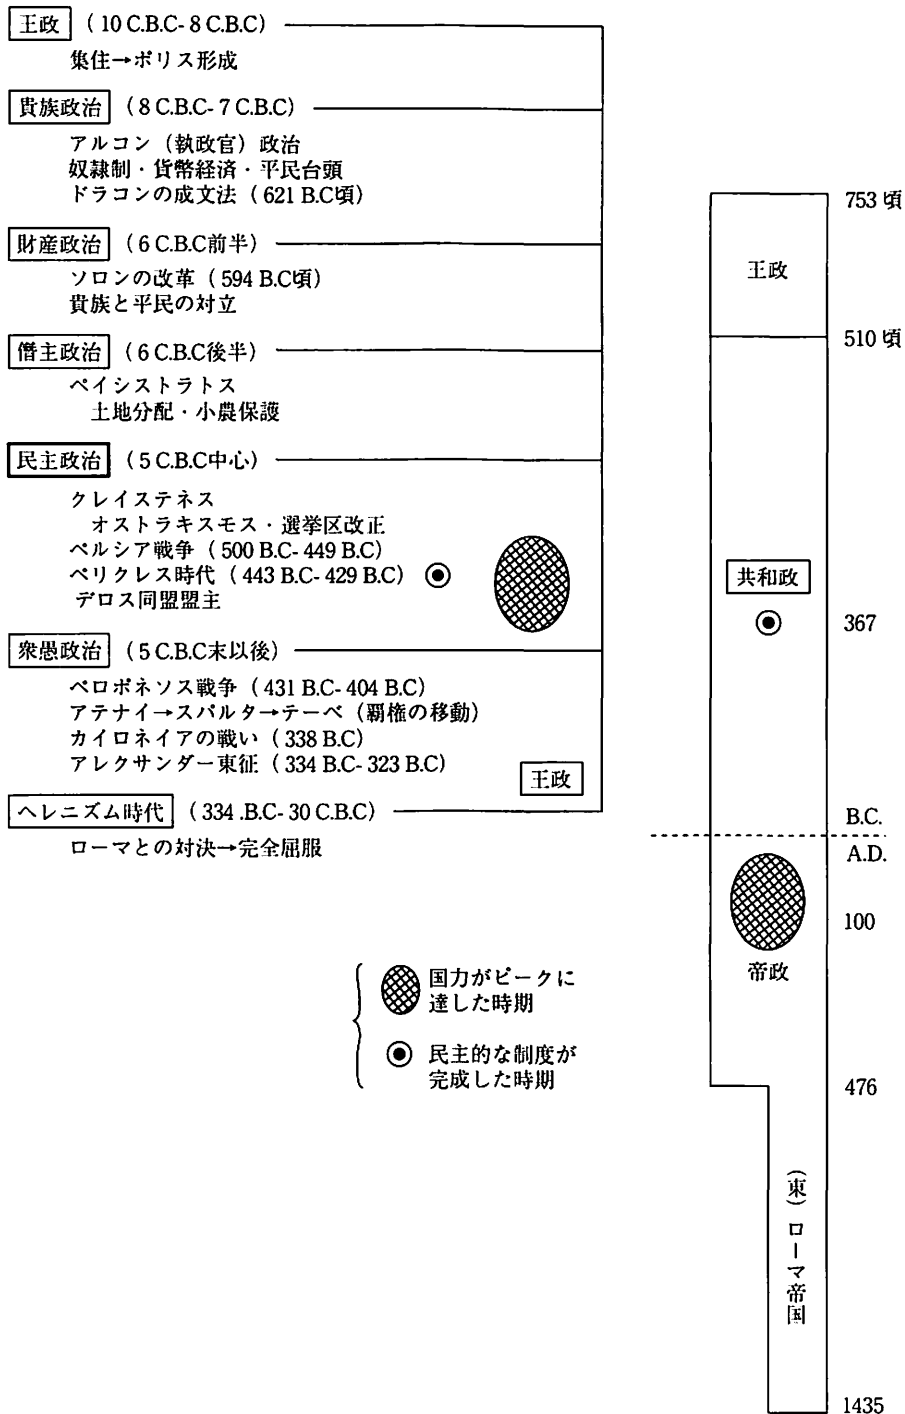 王政 ( 10 C.B.C- 8 C.B.C)
集住→ポリス形成
貴族政治 ( 8 C.B.C- 7 C.B.C)
アルコン (執政官) 政治
奴隷制・貨幣経済・平民台頭
ドラコンの成文法 ( 621 B.C頃)
財産政治 ( 6 C.B.C前半)
ソロンの改革 ( 594 B.C頃)
貴族と平民の対立
僭主政治 ( 6 C.B.C後半)
ペイシストラトス
土地分配・小農保護
民主政治 ( 5 C.B.C中心)
クレイステネス
オストラキスモス・選挙区改正
ペルシア戦争 ( 500 B.C- 449 B.C)
ペリクレス時代 ( 443 B.C- 429 B.C)
デロス同盟盟主
衆愚政治 ( 5 C.B.C末以後)
ペロポネソス戦争 ( 431 B.C- 404 B.C)
アテナイ→スパルタ→テーベ (覇権の移動)
カイロネイアの戦い ( 338 B.C)
アレクサンダー東征 ( 334 B.C- 323 B.C)
王政
ヘレニズム時代 ( 334 .B.C- 30 C.B.C)
ローマとの対決→完全屈服
国力がピークに
達した時期
民主的な制度が
完成した時期
753 頃
王政
510 頃
共和政
367
B.C.
A.D.
100
帝政
476
(東) ローマ帝国
1435